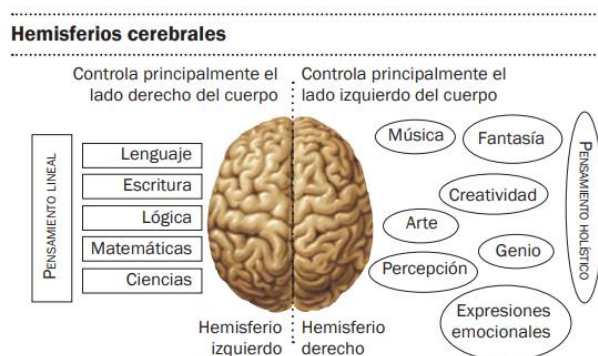 Hemisferios cerebrales
Controla principalmente el
lado derecho del cuerpo
Controla principalmente el
lado izquierdo del cuerpo
PENSAMIENTO LINEAL
Lenguaje
Escritura
Lógica
Matemáticas
Ciencias
Música
Fantasía
Creatividad
Arte
Genio
Percepción
Expresiones
emocionales
PENSAMIENTO HOLÍSTICO
Hemisferio
izquierdo
Hemisferio
derecho